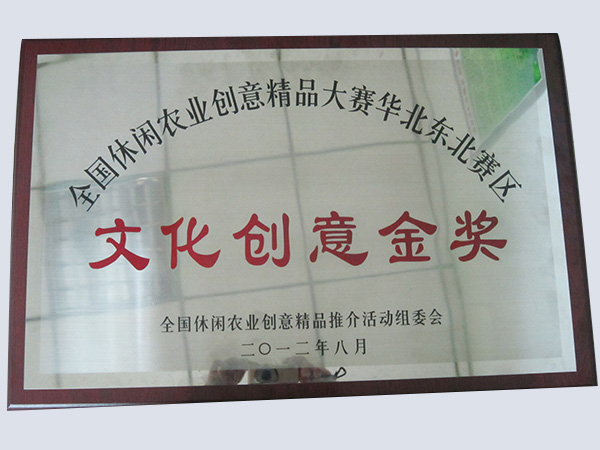 全国休闲农业创意精品大赛华北东北赛区
文化创意金奖
全国休闲农业创意精品推介活动组委会
二〇一二年八月